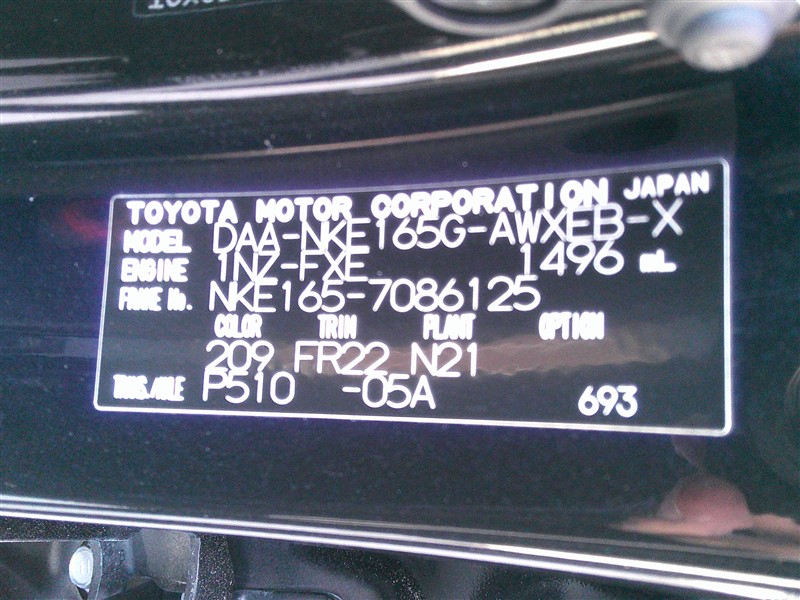 TOYOTA MOTOR CORPORATION JAPAN
MODEL DAA-NKE165G-AWXEB-X
ENGINE 1NZ-FXE 1496 mL
FRAME No. NKE165-7086125
COLOR TRIM PLANT OPTION
209 FR22 N21
TRANS./AXLE P510 -05A 693